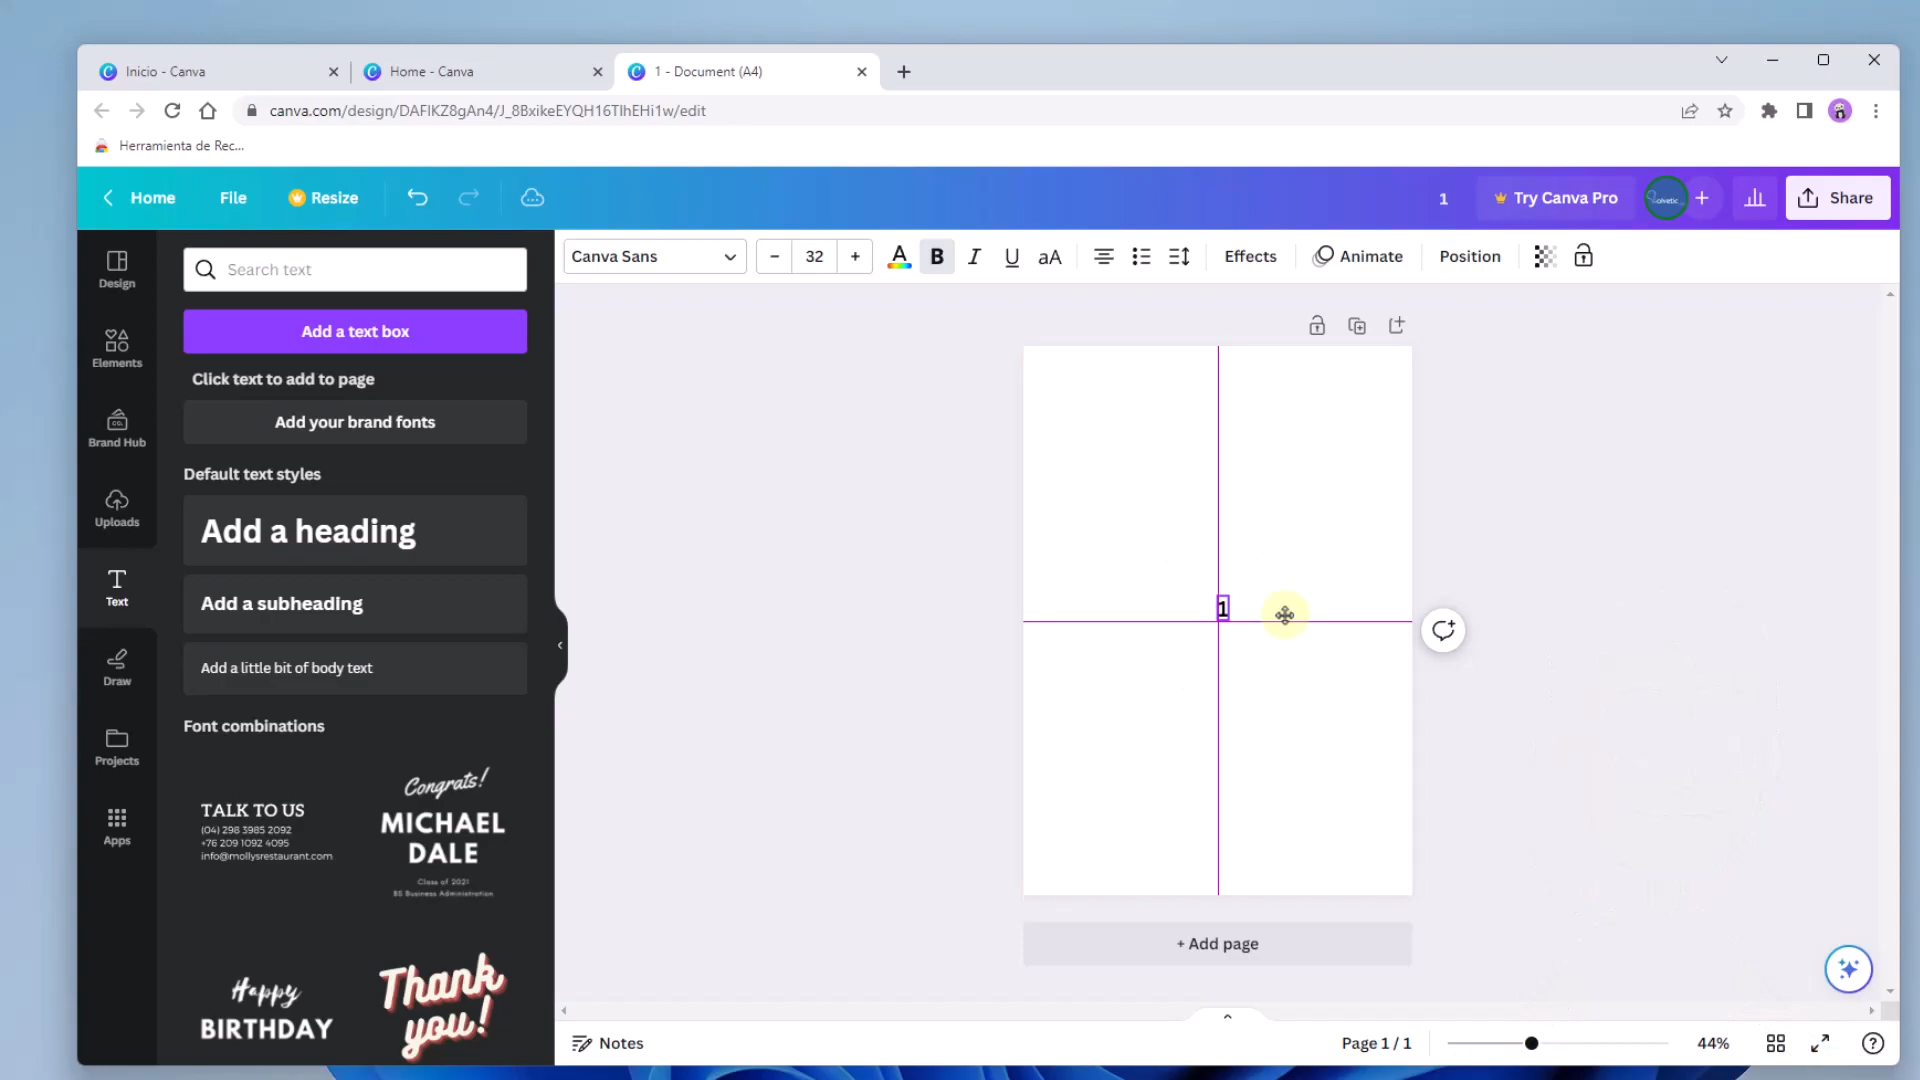 Inicio - Canva
Home - Canva
1 - Document (A4)
canva.com/design/DAFlKZ8gAn4/J_8BxikeEYQH16TlhEHi1w/edit
Herramienta de Rec...
Home
File
Resize
1
Try Canva Pro
Share
Design
Elements
Brand Hub
Uploads
Text
Draw
Projects
Apps
Search text
Add a text box
Click text to add to page
Add your brand fonts
Default text styles
Add a heading
Add a subheading
Add a little bit of body text
Font combinations
TALK TO US
(04) 298 3985 2092
+76 209 1092 4095
info@mollysrestaurant.com
Congrats!
MICHAEL
DALE
Class of 2021
BS Business Administration
Happy
BIRTHDAY
Thank
you!
Canva Sans
32
A
B
I
U
aA
Effects
Animate
Position
1
+ Add page
Notes
Page 1 / 1
44%